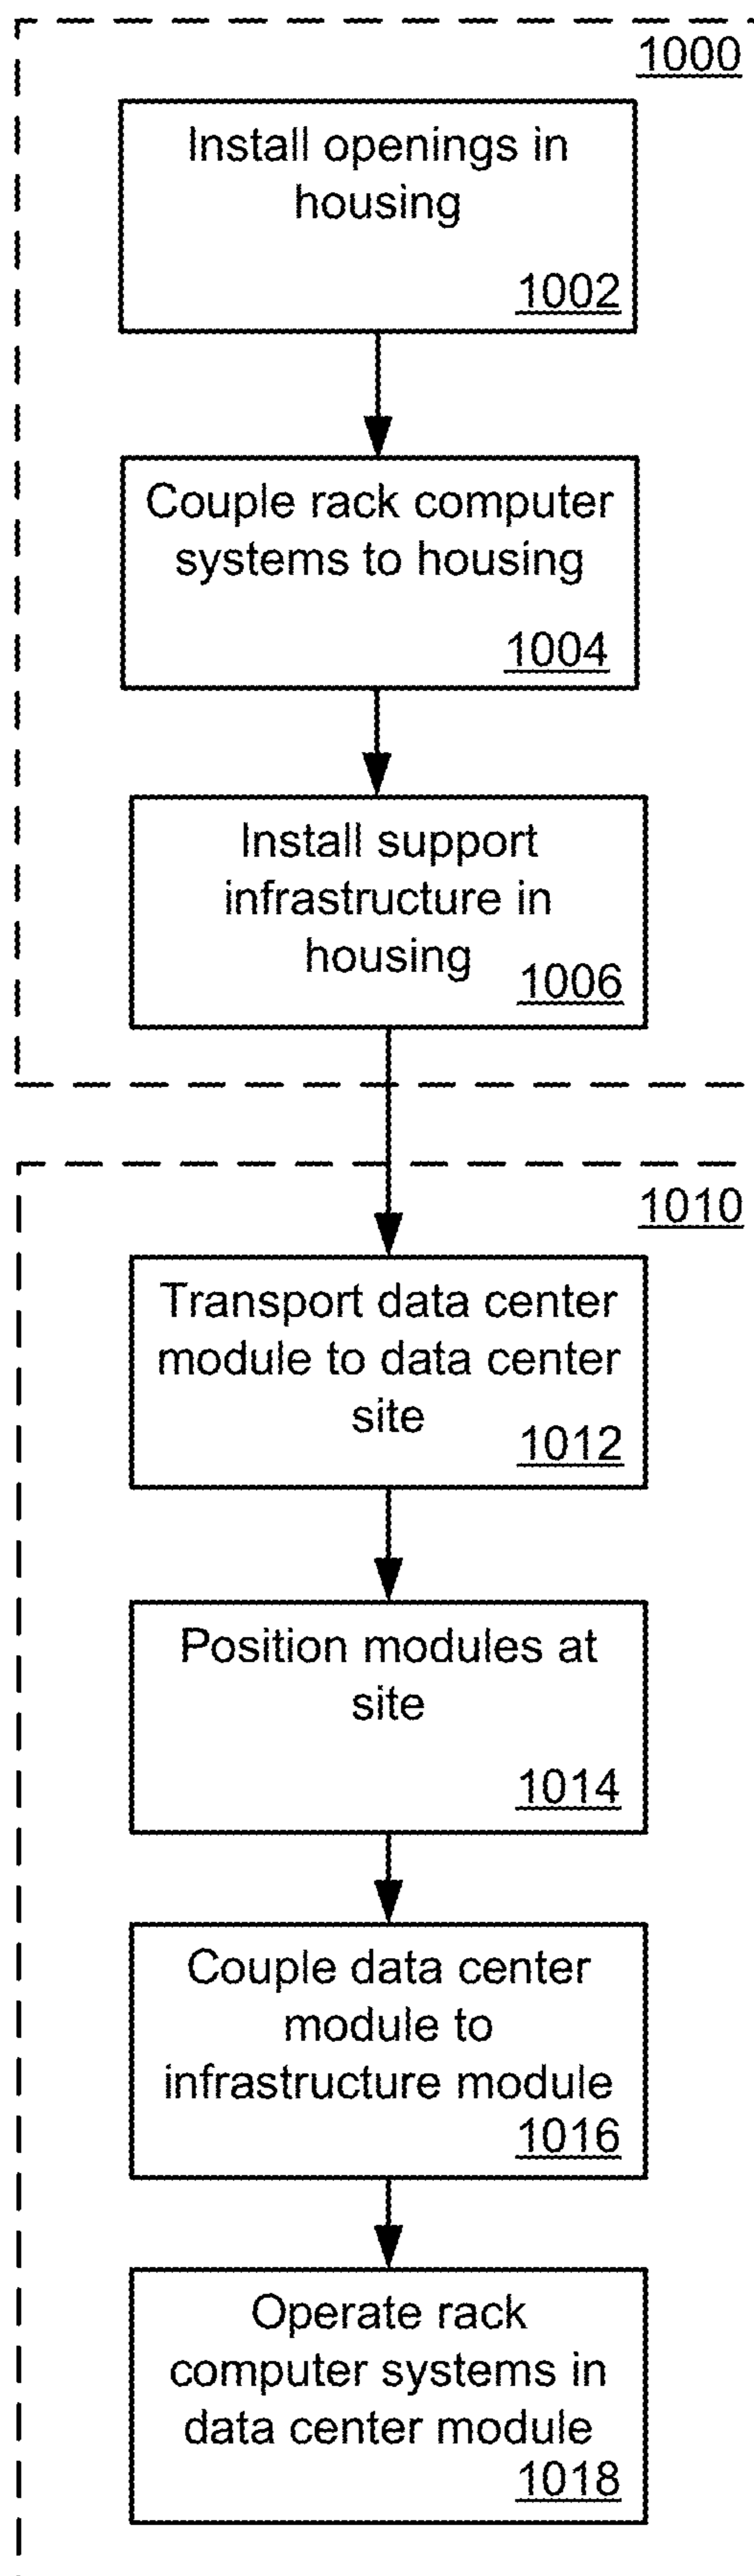 1000
Install openings in
housing
1002
Couple rack computer
systems to housing
1004
Install support
infrastructure in
housing
1006
1010
Transport data center
module to data center
site
1012
Position modules at
site
1014
Couple data center
module to
infrastructure module
1016
Operate rack
computer systems in
data center module
1018